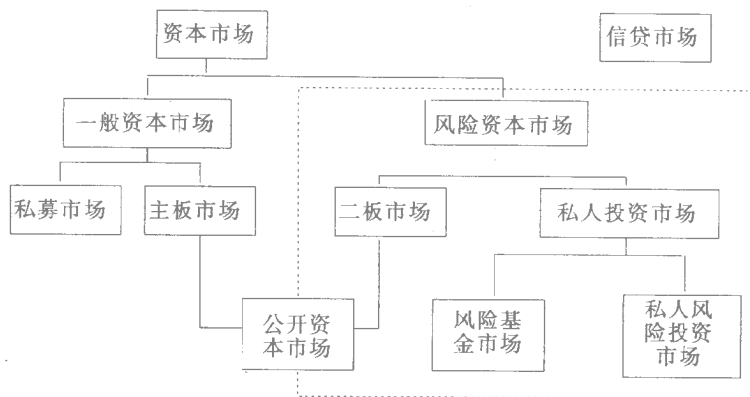 资本市场
信贷市场
一般资本市场
风险资本市场
私募市场
主板市场
二板市场
私人投资市场
公开资
本市场
风险基
金市场
私人风
险投资
市场